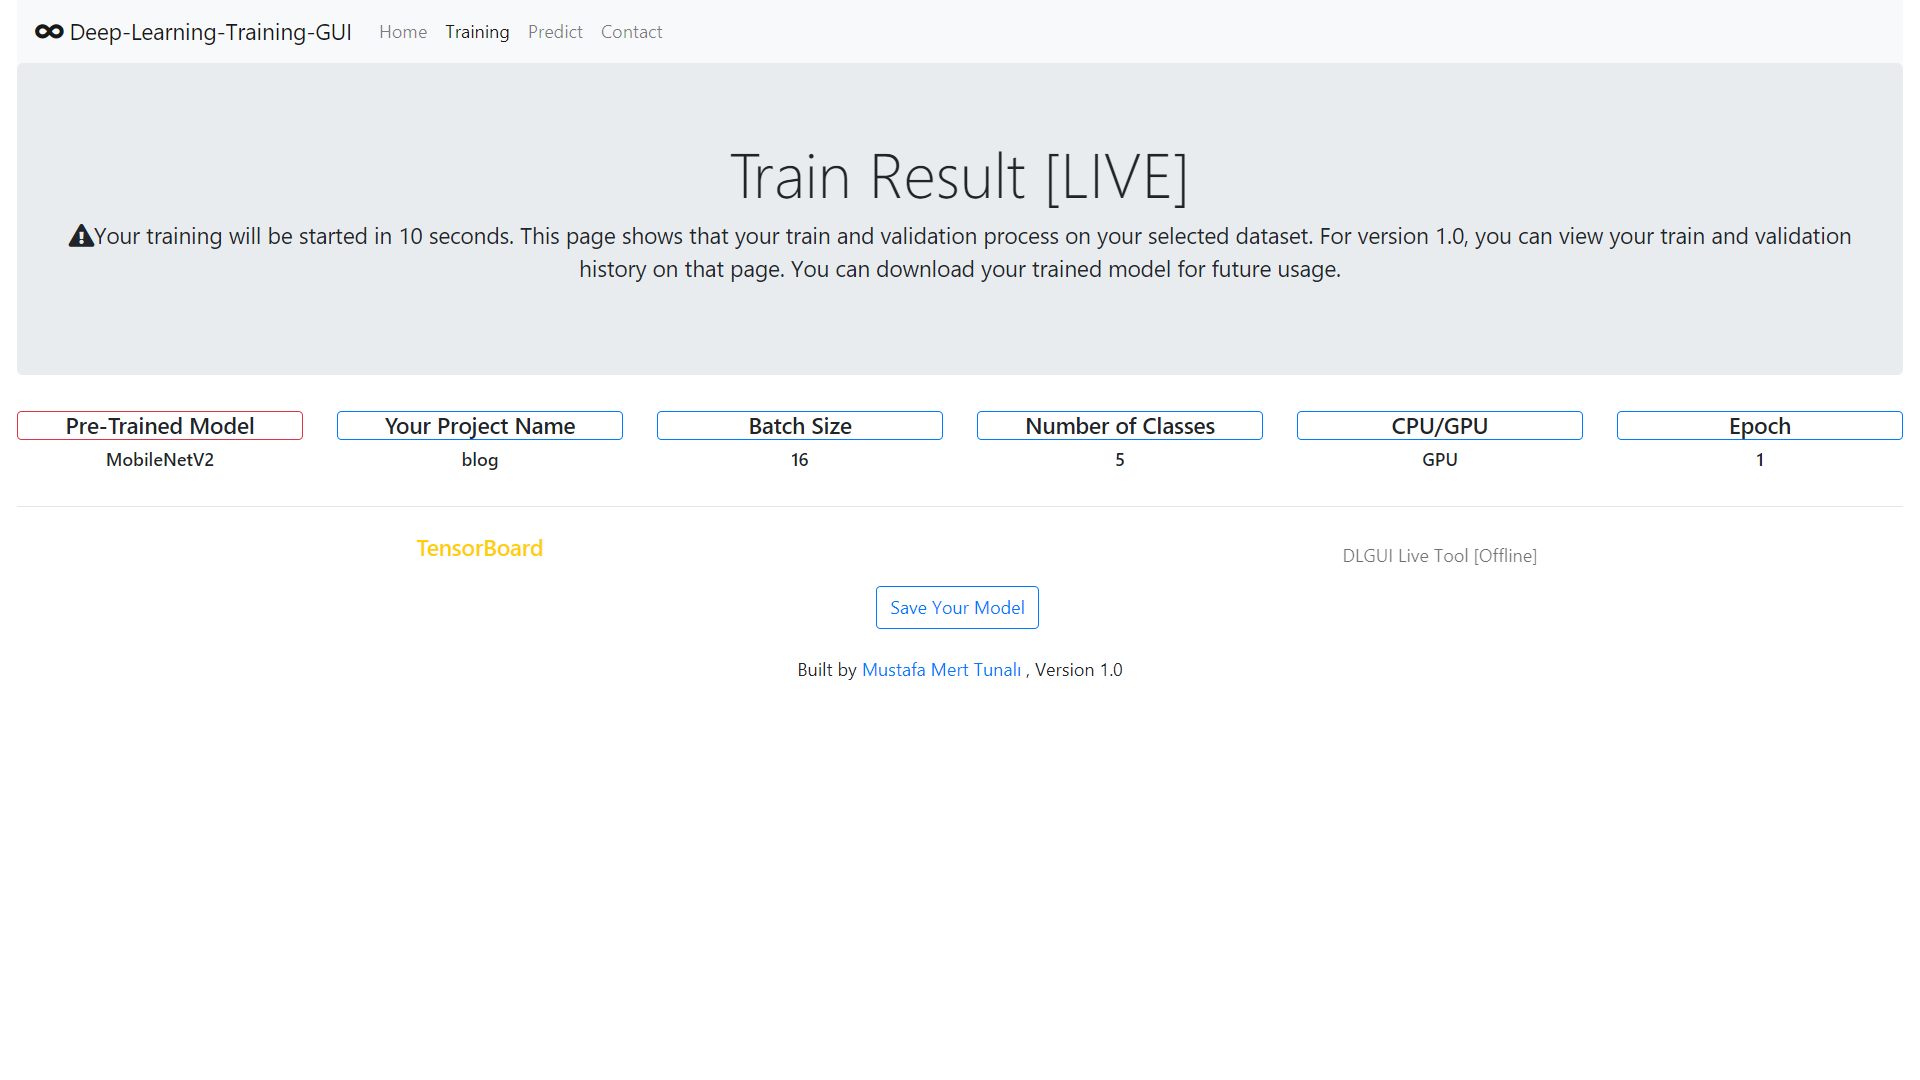 Deep-Learning-Training-GUI Home Training Predict Contact
Train Result [LIVE]
Your training will be started in 10 seconds. This page shows that your train and validation process on your selected dataset. For version 1.0, you can view your train and validation
history on that page. You can download your trained model for future usage.
Pre-Trained Model Your Project Name Batch Size Number of Classes CPU/GPU Epoch
MobileNetV2 blog 16 5 GPU 1
TensorBoard DLGUI Live Tool [Offline]
Save Your Model
Built by Mustafa Mert Tunalı , Version 1.0